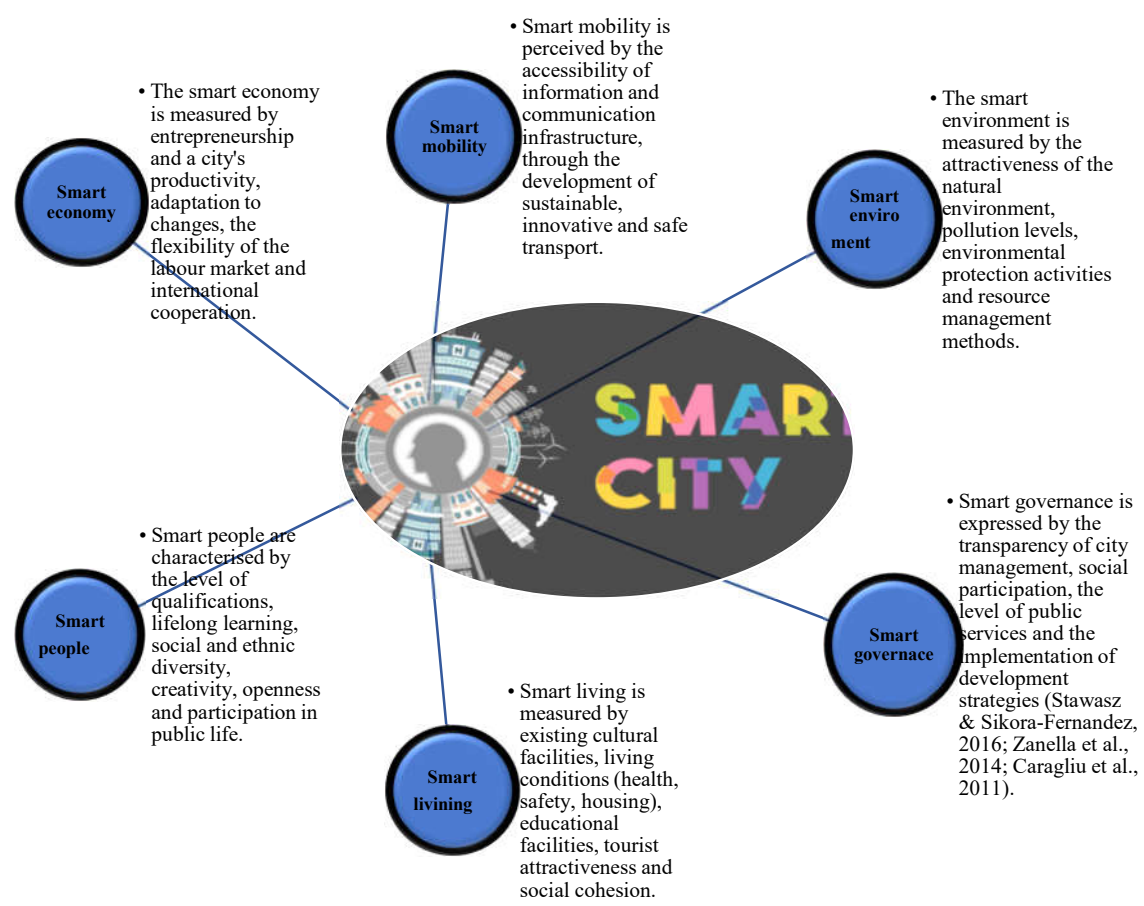 Smart
economy
• The smart economy
is measured by
entrepreneurship
and a city's
productivity,
adaptation to
changes, the
flexibility of the
labour market and
international
cooperation.
Smart
mobility
• Smart mobility is
perceived by the
accessibility of
information and
communication
infrastructure,
through the
development of
sustainable,
innovative and safe
transport.
Smart
enviro
ment
• The smart
environment is
measured by the
attractiveness of the
natural
environment,
pollution levels,
environmental
protection activities
and resource
management
methods.
H
SMART
CITY
H
Smart
people
• Smart people are
characterised by
the level of
qualifications,
lifelong learning,
social and ethnic
diversity,
creativity, openness
and participation in
public life.
Smart
livining
• Smart living is
measured by
existing cultural
facilities, living
conditions (health,
safety, housing),
educational
facilities, tourist
attractiveness and
social cohesion.
Smart
governace
• Smart governance is
expressed by the
transparency of city
management, social
participation, the
level of public
services and the
implementation of
development
strategies (Stawasz
& Sikora-Fernandez,
2016; Zanella et al.,
2014; Caragliu et al.,
2011).